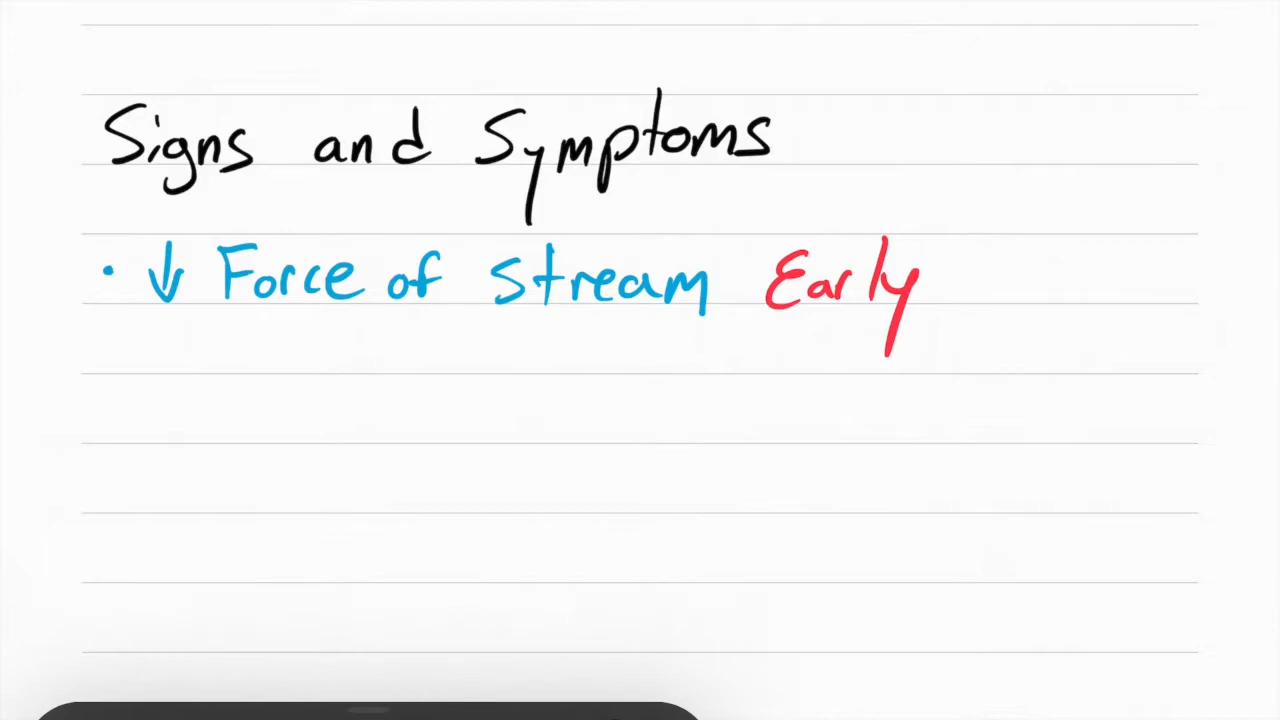 Signs and Symptoms
• ↓ Force of stream Early